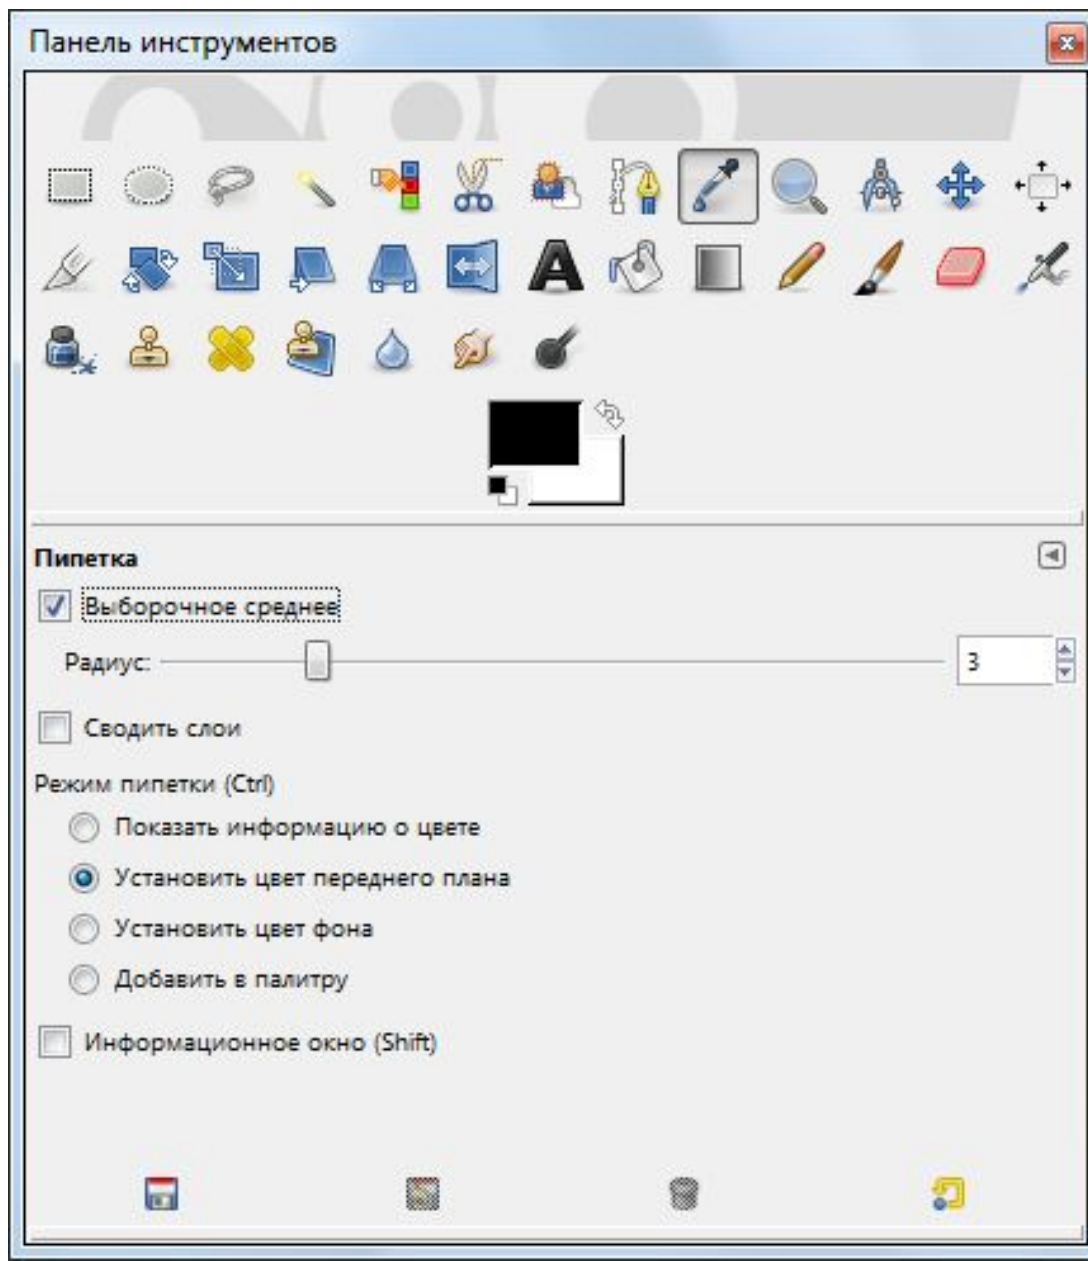 Панель инструментов
Пипетка
Выборочное среднее
Радиус: 3
Сводить слои
Режим пипетки (Ctrl)
Показать информацию о цвете
Установить цвет переднего плана
Установить цвет фона
Добавить в палитру
Информационное окно (Shift)